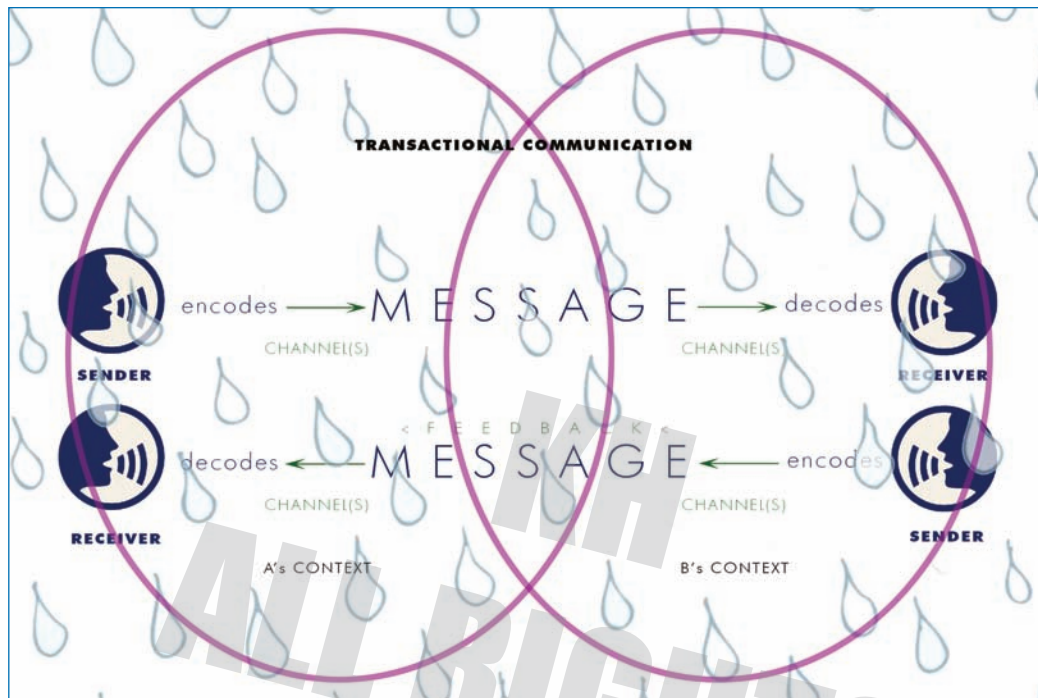 TRANSACTIONAL COMMUNICATION
encodes MESSAGE decodes
CHANNEL(S) CHANNEL(S)
SENDER RECEIVER
< F E E D B A C K <
decodes MESSAGE encodes
CHANNEL(S) CHANNEL(S)
RECEIVER SENDER
A's CONTEXT B's CONTEXT
KH
ALL RIGHTS